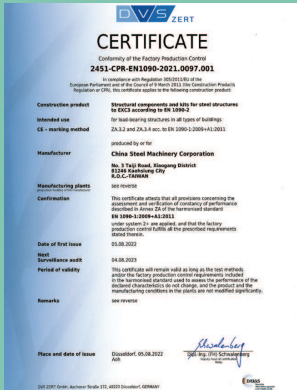 DVS ZERT
CERTIFICATE
Conformity of the Factory Production Control
2451-CPR-EN1090-2021.0097.001
In compliance with Regulation 305/2011/EU of the
European Parliament and of the Council of 9 March 2011 (the Construction Products
Regulation or CPR), this certificate applies to the following construction product:
Construction product
Structural components and kits for steel structures
to EXC3 according to EN 1090-2
Intended use
for load-bearing structures in all types of buildings
CE - marking method
ZA.3.2 and ZA.3.4 acc. to EN 1090-1:2009+A1:2011
produced by or for
Manufacturer
China Steel Machinery Corporation
No. 3 Taiji Road, Xiaogang District
81246 Kaohsiung City
R.O.C.-TAIWAN
Manufacturing plants
see reverse
Confirmation
This certificate attests that all provisions concerning the
assessment and verification of constancy of performance
described in Annex ZA of the harmonised standard
EN 1090-1:2009+A1:2011
under system 2+ are applied, and that the factory
production control fulfills all the prescribed requirements
stated therein.
Date of first issue
05.08.2022
Next
Surveillance audit
04.08.2023
Period of validity
This certificate will remain valid as long as the test methods
and/or the factory production control requirements included
in the harmonised standard used to assess the performance of the
declared characteristics do not change, and the product and the
manufacturing conditions in the plants are not modified significantly.
Remarks
see reverse
Place and date of issue
Düsseldorf, 05.08.2022
Dipl.-Ing. (FH) Schwalenberg
DVS ZERT GmbH, Aachener Straße 172, 40223 Düsseldorf, GERMANY
DAkkS